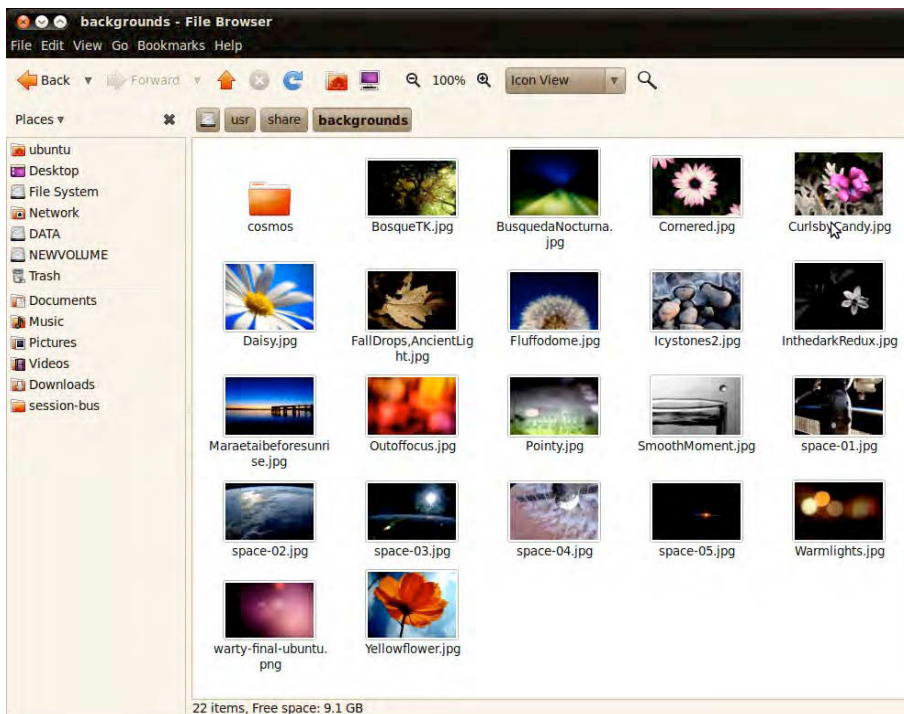 backgrounds - File Browser
File Edit View Go Bookmarks Help
Back Forward 100% Icon View
Places usr share backgrounds
ubuntu
Desktop
File System
Network
DATA
NEWVOLUME
Trash
Documents
Music
Pictures
Videos
Downloads
session-bus
cosmos BosqueTK.jpg BusquedaNocturna. Cornered.jpg CurlsbyCandy.jpg
jpg
Daisy.jpg FallDrops,AncientLig Fluffodome.jpg Icystones2.jpg InthedarkRedux.jpg
ht.jpg
Maraetaibeforesunri Outoffocus.jpg Pointy.jpg SmoothMoment.jpg space-01.jpg
se.jpg
space-02.jpg space-03.jpg space-04.jpg space-05.jpg Warmlights.jpg
warty-final-ubuntu. Yellowflower.jpg
png
22 items, Free space: 9.1 GB